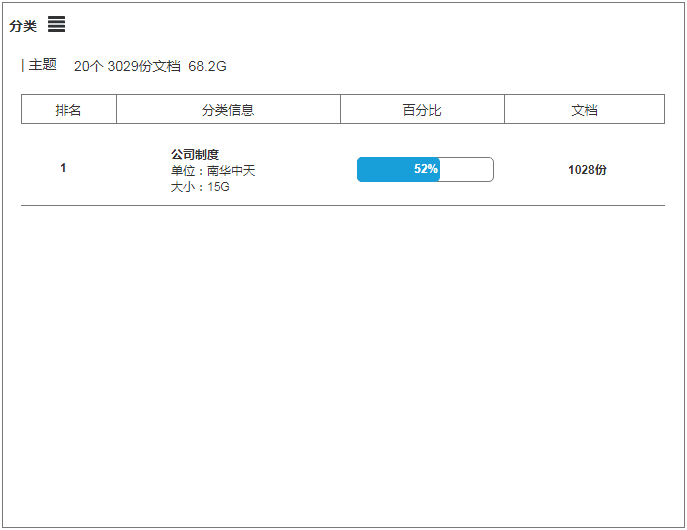 分类
| 主题 20个 3029份文档 68.2G
排名 分类信息 百分比 文档
公司制度
1 单位：南华中天 52% 1028份
大小：15G